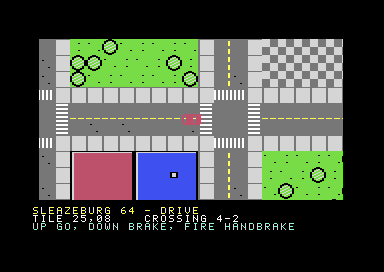 SLEAZEBURG 64 - DRIVE
TILE 25,08    CROSSING 4-2
UP GO, DOWN BRAKE, FIRE HANDBRAKE